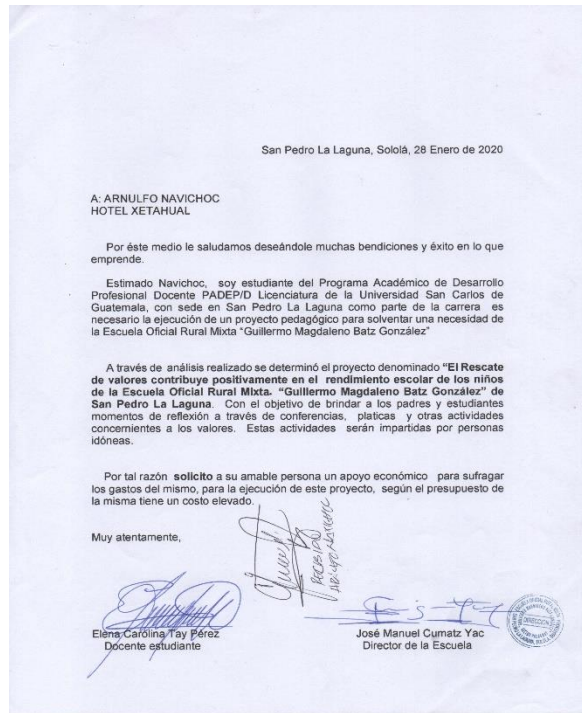 San Pedro La Laguna, Sololá, 28 Enero de 2020
A: ARNULFO NAVICHOC
HOTEL XETAHUAL
Por éste medio le saludamos deseándole muchas bendiciones y éxito en lo que
emprende.
Estimado Navichoc, soy estudiante del Programa Académico de Desarrollo
Profesional Docente PADEP/D Licenciatura de la Universidad San Carlos de
Guatemala, con sede en San Pedro La Laguna como parte de la carrera es
necesario la ejecución de un proyecto pedagógico para solventar una necesidad de
la Escuela Oficial Rural Mixta "Guillermo Magdaleno Batz González"
A través de análisis realizado se determinó el proyecto denominado "El Rescate
de valores contribuye positivamente en el rendimiento escolar de los niños
de la Escuela Oficial Rural MIxta. "Guillermo Magdaleno Batz González" de
San Pedro La Laguna. Con el objetivo de brindar a los padres y estudiantes
momentos de reflexión a través de conferencias, platicas y otras actividades
concernientes a los valores. Estas actividades serán impartidas por personas
idóneas.
Por tal razón solicito a su amable persona un apoyo económico para sufragar
los gastos del mismo, para la ejecución de este proyecto, según el presupuesto de
la misma tiene un costo elevado.
Muy atentamente,
RECIBIDO
Elena Carolina Tay Pérez
Docente estudiante
José Manuel Cumatz Yac
Director de la Escuela
DIRECCION